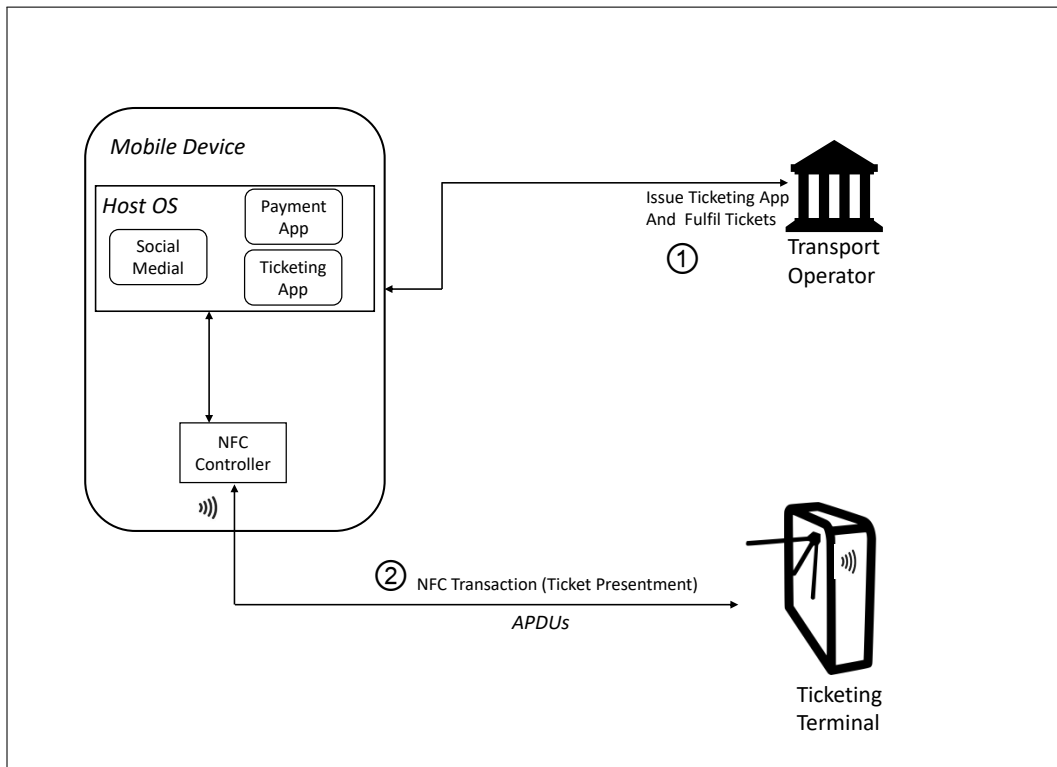 Mobile Device
Host OS
Payment
App
Social
Medial
Ticketing
App
NFC
Controller
Issue Ticketing App
And Fulfil Tickets
1
Transport
Operator
2 NFC Transaction (Ticket Presentment)
APDUs
Ticketing
Terminal